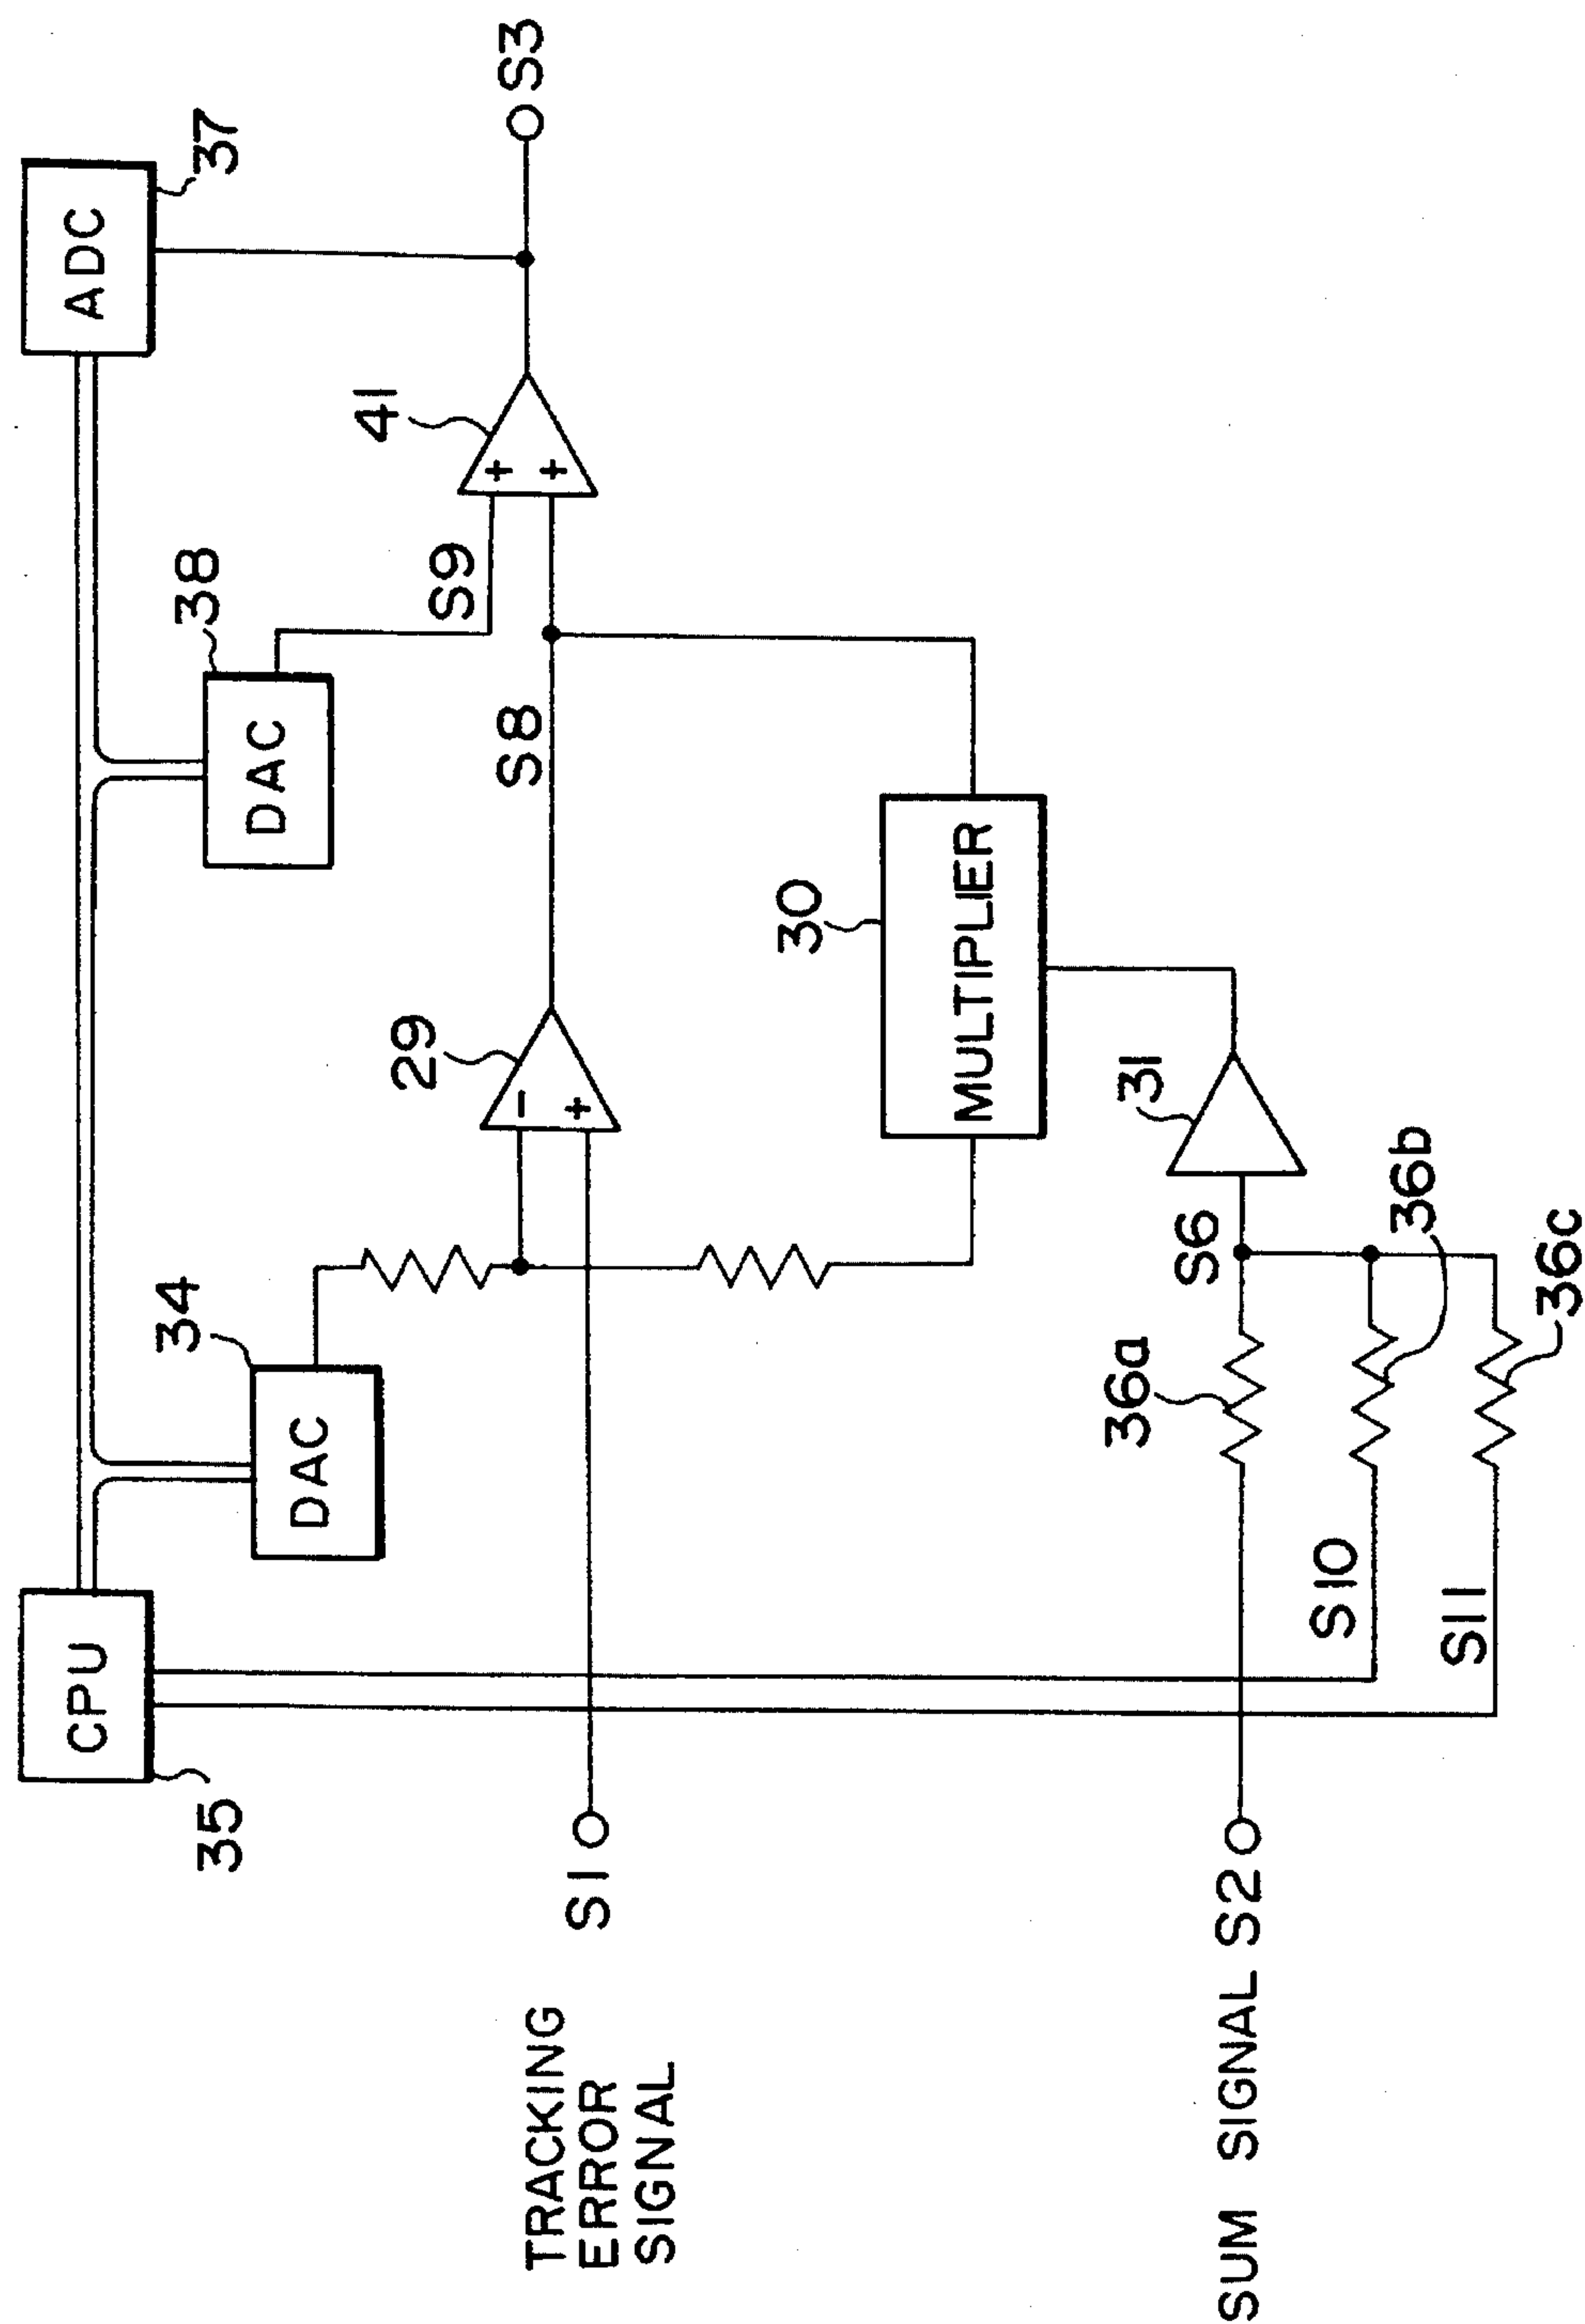 35
CPU
34
DAC
38
DAC
37
ADC
29
-
+
S8
S9
41
+
+
S3
TRACKING
ERROR
SIGNAL
S1
30
MULTIPLIER
31
36a
S6
SUM SIGNAL S2
S10
36b
S11
36c